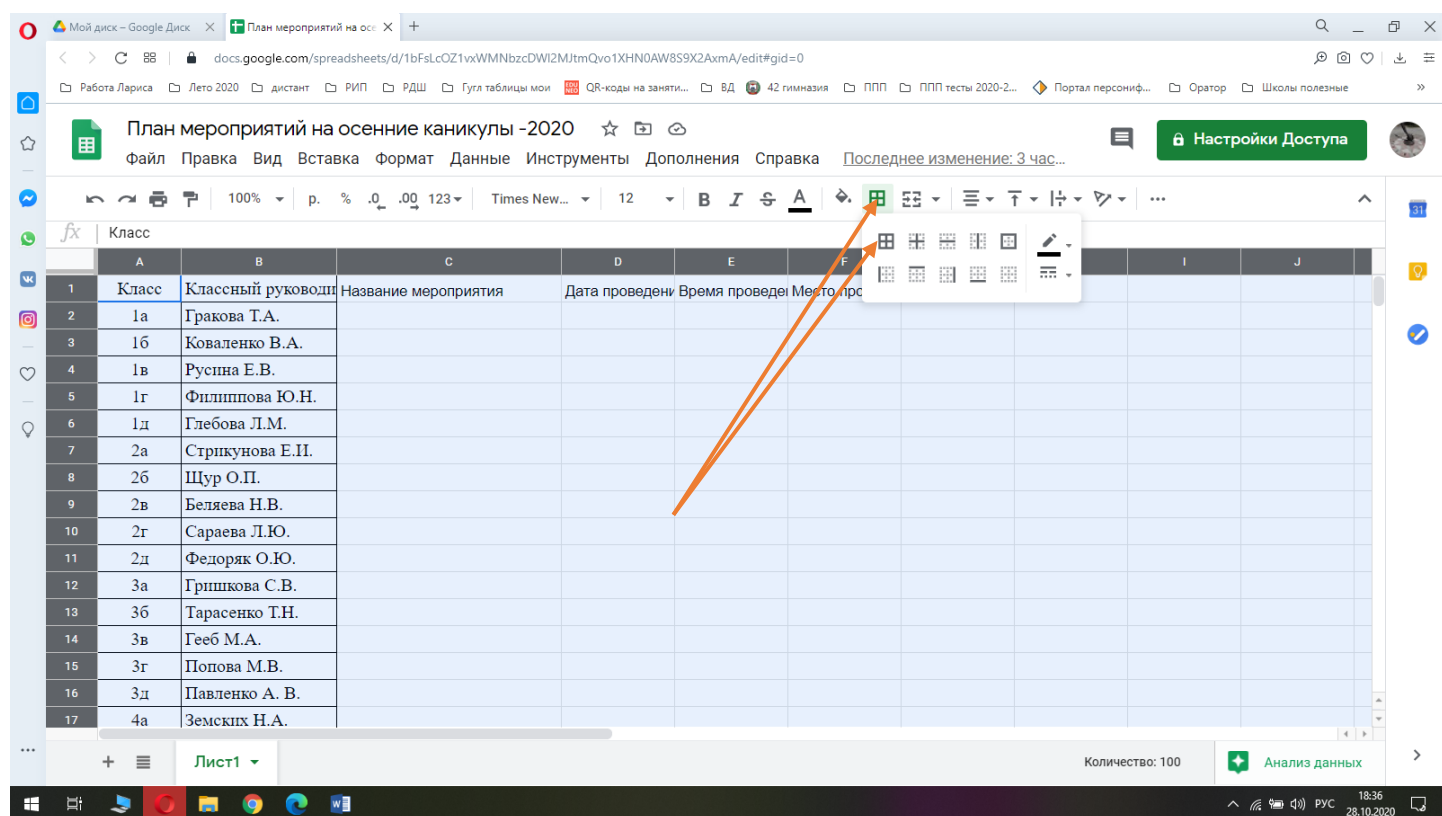 Мой диск – Google Диск
План мероприятий на осе
docs.google.com/spreadsheets/d/1bFsLcOZ1vxWMNbzcDWI2MJtmQvo1XHN0AW8S9X2AxmA/edit#gid=0
Работа Лариса Лето 2020 дистант РИП РДШ Гугл таблицы мои QR-коды на заняти... ВД 42 гимназия ППП ППП тесты 2020-2... Портал персониф... Оратор Школы полезные »
План мероприятий на осенние каникулы -2020
Настройки Доступа
Файл Правка Вид Вставка Формат Данные Инструменты Дополнения Справка Последнее изменение: 3 час...
100% р. % .0 .00 123 Times New... 12 B I S A
31
fx Класс
A B C D E F I J
1 Класс Классный руководи Название мероприятия Дата проведени Время проведе Место про
2 1а Гракова Т.А.
3 1б Коваленко В.А.
4 1в Русина Е.В.
5 1г Филиппова Ю.Н.
6 1д Глебова Л.М.
7 2а Стрикунова Е.И.
8 2б Щур О.П.
9 2в Беляева Н.В.
10 2г Сараева Л.Ю.
11 2д Федоряк О.Ю.
12 3а Гришкова С.В.
13 3б Тарасенко Т.Н.
14 3в Гееб М.А.
15 3г Попова М.В.
16 3д Павленко А. В.
17 4а Земских Н.А.
Лист1
Количество: 100
Анализ данных
РУС
18:36
28.10.2020